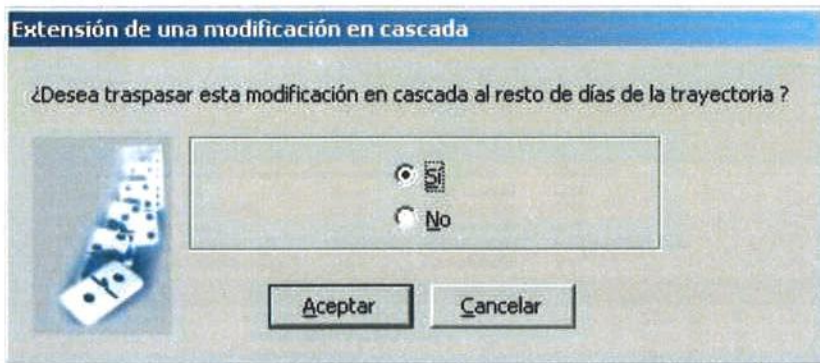 Extensión de una modificación en cascada
¿Desea traspasar esta modificación en cascada al resto de días de la trayectoria ?
Sí
No
Aceptar Cancelar